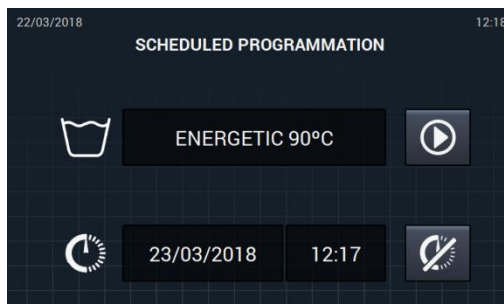 22/03/2018 12:18
SCHEDULED PROGRAMMATION
ENERGETIC 90ºC
23/03/2018 12:17